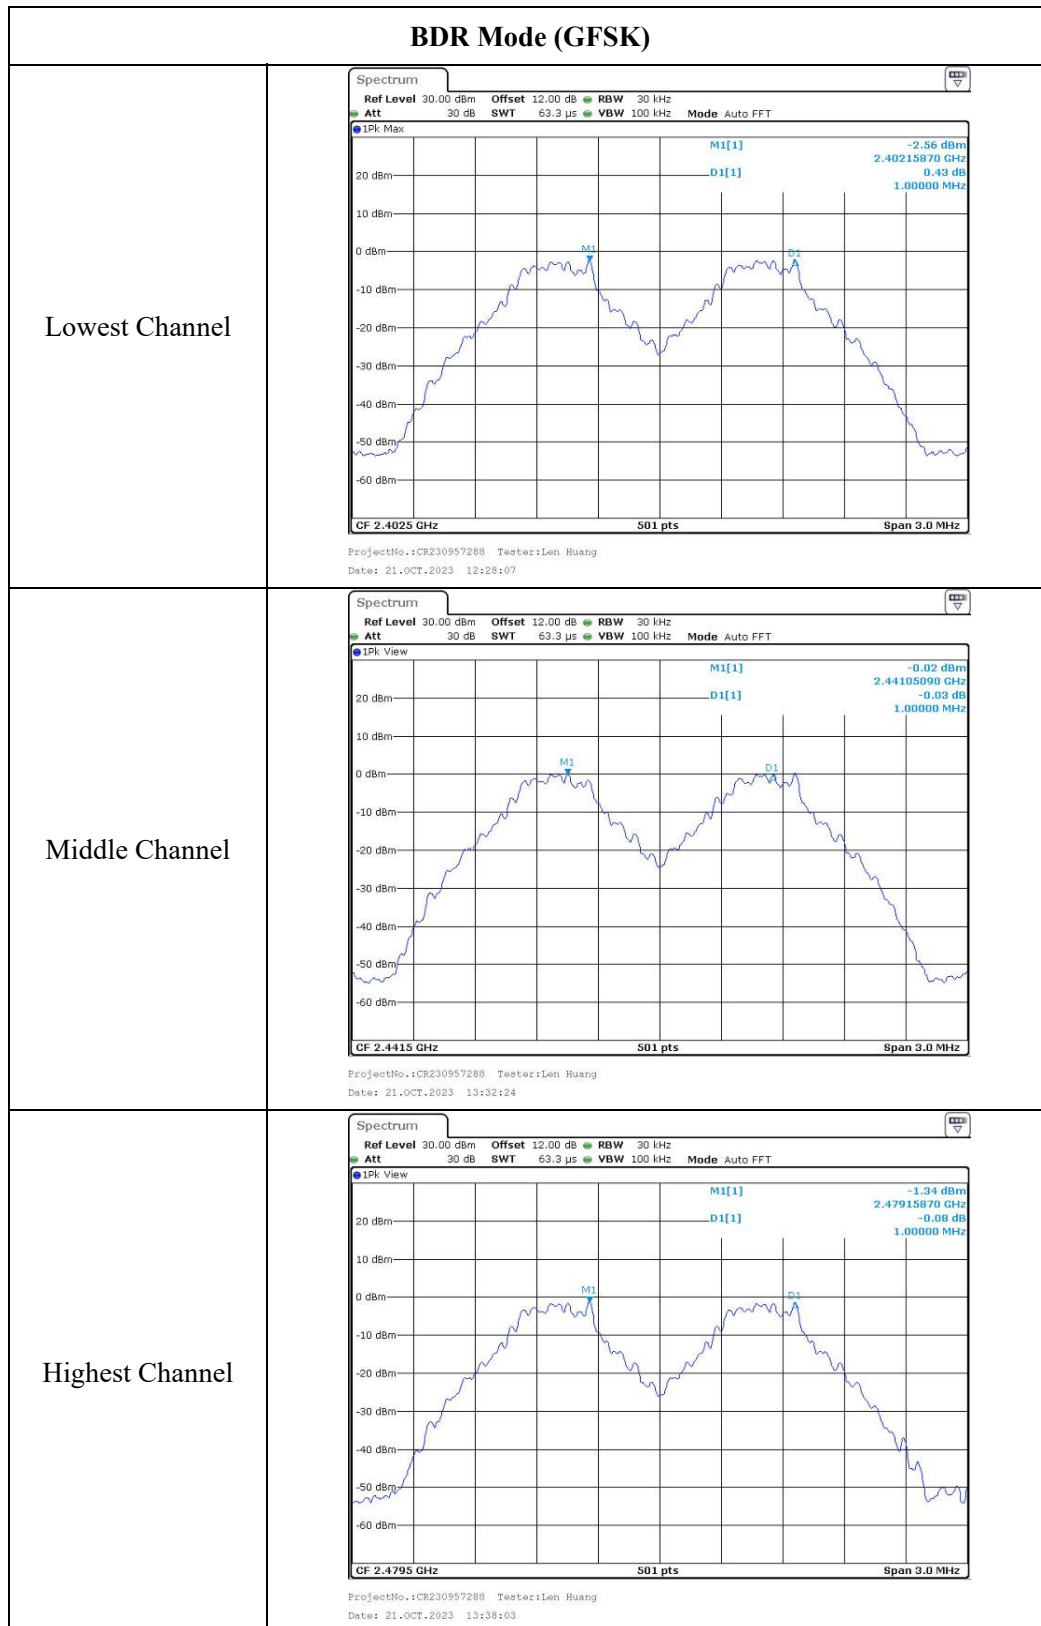 BDR Mode (GFSK)
Lowest Channel
Spectrum
Ref Level 30.00 dBm Offset 12.00 dB RBW 30 kHz
Att 30 dB SWT 63.3 µs VBW 100 kHz Mode Auto FFT
1Pk Max
M1[1] -2.56 dBm
2.40215870 GHz
D1[1] 0.43 dB
1.00000 MHz
20 dBm
10 dBm
0 dBm
M1
D1
-10 dBm
-20 dBm
-30 dBm
-40 dBm
-50 dBm
-60 dBm
CF 2.4025 GHz 501 pts Span 3.0 MHz
ProjectNo.:CR230957288 Tester:Len Huang
Date: 21.OCT.2023 12:28:07
Middle Channel
Spectrum
Ref Level 30.00 dBm Offset 12.00 dB RBW 30 kHz
Att 30 dB SWT 63.3 µs VBW 100 kHz Mode Auto FFT
1Pk View
M1[1] -0.02 dBm
2.44105090 GHz
D1[1] -0.03 dB
1.00000 MHz
20 dBm
10 dBm
M1
D1
0 dBm
-10 dBm
-20 dBm
-30 dBm
-40 dBm
-50 dBm
-60 dBm
CF 2.4415 GHz 501 pts Span 3.0 MHz
ProjectNo.:CR230957288 Tester:Len Huang
Date: 21.OCT.2023 13:32:24
Highest Channel
Spectrum
Ref Level 30.00 dBm Offset 12.00 dB RBW 30 kHz
Att 30 dB SWT 63.3 µs VBW 100 kHz Mode Auto FFT
1Pk View
M1[1] -1.34 dBm
2.47915870 GHz
D1[1] -0.08 dB
1.00000 MHz
20 dBm
10 dBm
M1
D1
0 dBm
-10 dBm
-20 dBm
-30 dBm
-40 dBm
-50 dBm
-60 dBm
CF 2.4795 GHz 501 pts Span 3.0 MHz
ProjectNo.:CR230957288 Tester:Len Huang
Date: 21.OCT.2023 13:38:03